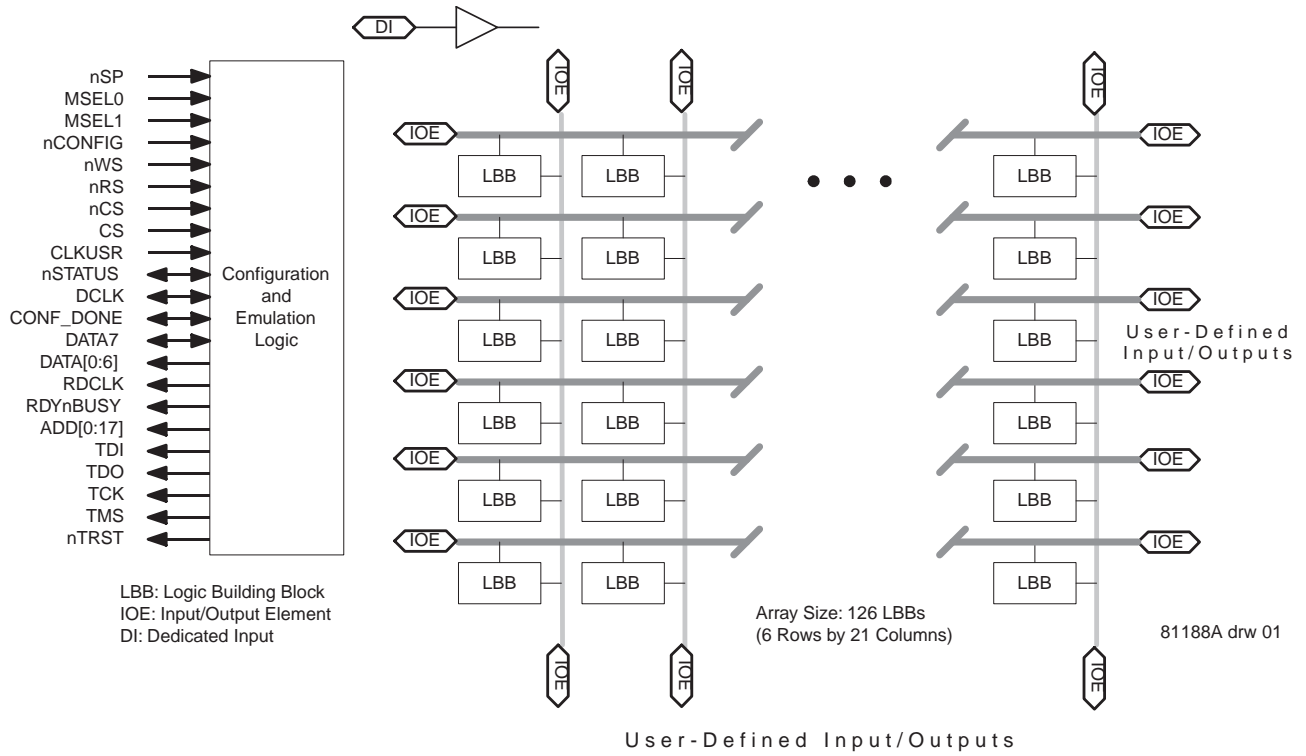 DI
nSP
MSEL0
MSEL1
nCONFIG
nWS
nRS
nCS
CS
CLKUSR
nSTATUS
DCLK
CONF_DONE
DATA7
DATA[0:6]
RDCLK
RDYnBUSY
ADD[0:17]
TDI
TDO
TCK
TMS
nTRST
Configuration
and
Emulation
Logic
IOE IOE IOE
IOE IOE
LBB LBB LBB
IOE IOE
LBB LBB LBB
IOE IOE
LBB LBB LBB
User-Defined
Input/Outputs
IOE IOE
LBB LBB LBB
IOE IOE
LBB LBB LBB
IOE IOE
LBB LBB LBB
IOE IOE IOE
LBB: Logic Building Block
IOE: Input/Output Element
DI: Dedicated Input
Array Size: 126 LBBs
(6 Rows by 21 Columns)
81188A drw 01
User-Defined Input/Outputs